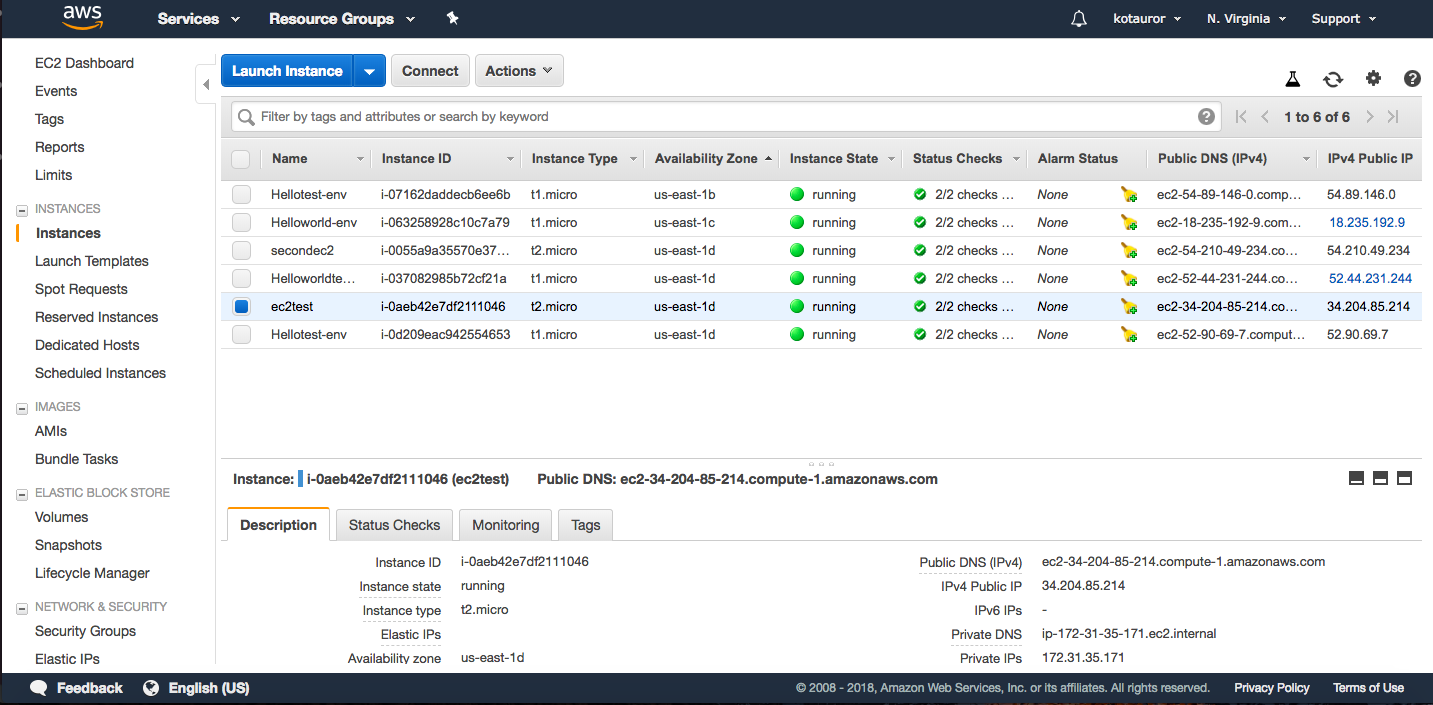 aws Services Resource Groups kotauror N. Virginia Support
EC2 Dashboard
Events
Tags
Reports
Limits
INSTANCES
Instances
Launch Templates
Spot Requests
Reserved Instances
Dedicated Hosts
Scheduled Instances
IMAGES
AMIs
Bundle Tasks
ELASTIC BLOCK STORE
Volumes
Snapshots
Lifecycle Manager
NETWORK & SECURITY
Security Groups
Elastic IPs
Launch Instance Connect Actions
Filter by tags and attributes or search by keyword 1 to 6 of 6
Name Instance ID Instance Type Availability Zone Instance State Status Checks Alarm Status Public DNS (IPv4) IPv4 Public IP
Hellotest-env i-07162daddecb6ee6b t1.micro us-east-1b running 2/2 checks ... None ec2-54-89-146-0.comp... 54.89.146.0
Helloworld-env i-063258928c10c7a79 t1.micro us-east-1c running 2/2 checks ... None ec2-18-235-192-9.com... 18.235.192.9
secondec2 i-0055a9a35570e37... t2.micro us-east-1d running 2/2 checks ... None ec2-54-210-49-234.co... 54.210.49.234
Helloworldte... i-037082985b72cf21a t1.micro us-east-1d running 2/2 checks ... None ec2-52-44-231-244.co... 52.44.231.244
ec2test i-0aeb42e7df2111046 t2.micro us-east-1d running 2/2 checks ... None ec2-34-204-85-214.co... 34.204.85.214
Hellotest-env i-0d209eac942554653 t1.micro us-east-1d running 2/2 checks ... None ec2-52-90-69-7.comput... 52.90.69.7
Instance: i-0aeb42e7df2111046 (ec2test) Public DNS: ec2-34-204-85-214.compute-1.amazonaws.com
Description Status Checks Monitoring Tags
Instance ID i-0aeb42e7df2111046 Public DNS (IPv4) ec2-34-204-85-214.compute-1.amazonaws.com
Instance state running IPv4 Public IP 34.204.85.214
Instance type t2.micro IPv6 IPs -
Elastic IPs Private DNS ip-172-31-35-171.ec2.internal
Availability zone us-east-1d Private IPs 172.31.35.171
Feedback English (US) © 2008 - 2018, Amazon Web Services, Inc. or its affiliates. All rights reserved. Privacy Policy Terms of Use